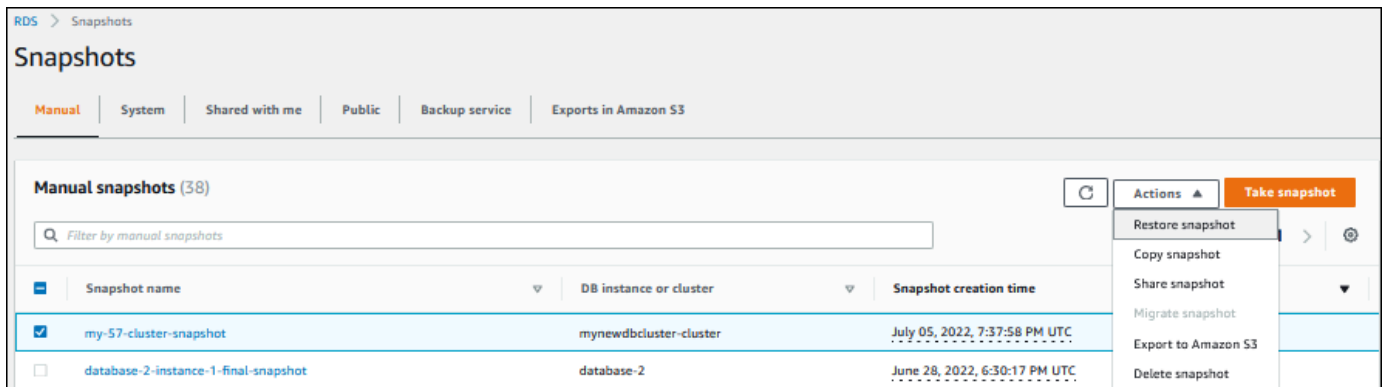 RDS > Snapshots
Snapshots
Manual System Shared with me Public Backup service Exports in Amazon S3
Manual snapshots (38)
Actions Take snapshot
Filter by manual snapshots
Restore snapshot
Copy snapshot
Share snapshot
Migrate snapshot
Export to Amazon S3
Delete snapshot
Snapshot name DB instance or cluster Snapshot creation time
my-57-cluster-snapshot mynewdbcluster-cluster July 05, 2022, 7:37:58 PM UTC
database-2-instance-1-final-snapshot database-2 June 28, 2022, 6:30:17 PM UTC